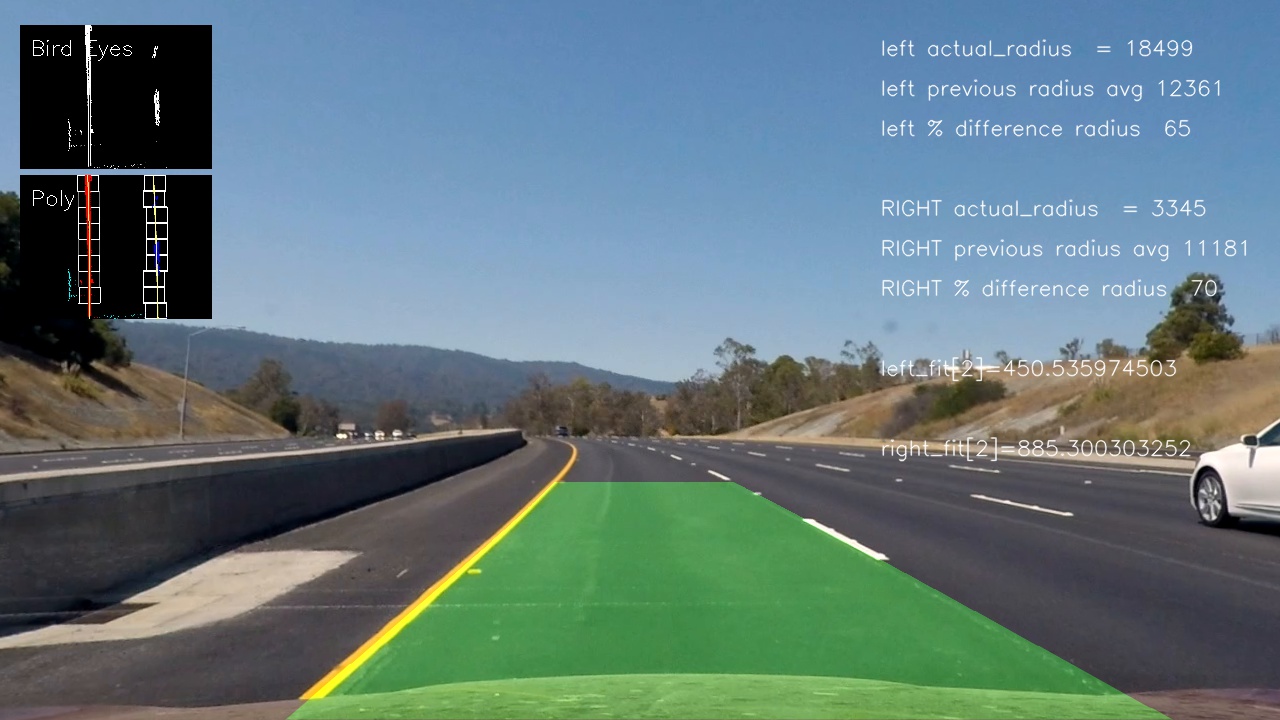 Bird Eyes
Poly
left actual_radius = 18499
left previous radius avg 12361
left % difference radius 65
RIGHT actual_radius = 3345
RIGHT previous radius avg 11181
RIGHT % difference radius 70
left_fit[2]=450.535974503
right_fit[2]=885.300303252